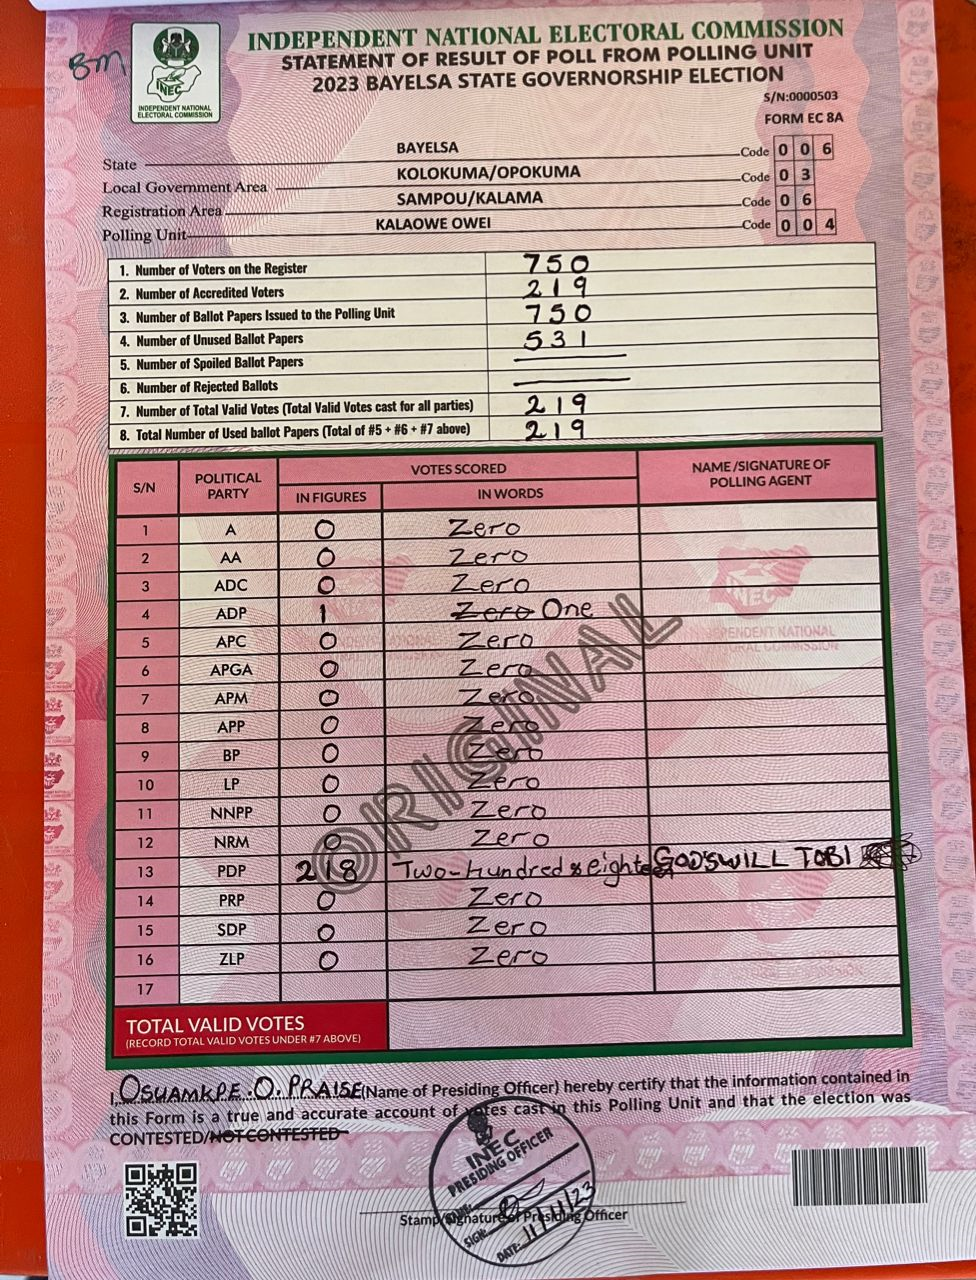 8m
INEC
INDEPENDENT NATIONAL
ELECTORAL COMMISSION
INDEPENDENT NATIONAL ELECTORAL COMMISSION
STATEMENT OF RESULT OF POLL FROM POLLING UNIT
2023 BAYELSA STATE GOVERNORSHIP ELECTION
S/N:0000503
FORM EC 8A
State BAYELSA Code 0 0 6
Local Government Area KOLOKUMA/OPOKUMA Code 0 3
Registration Area SAMPOU/KALAMA Code 0 6
Polling Unit KALAOWE OWEI Code 0 0 4
1. Number of Voters on the Register 750
2. Number of Accredited Voters 219
3. Number of Ballot Papers Issued to the Polling Unit 750
4. Number of Unused Ballot Papers 531
5. Number of Spoiled Ballot Papers —
6. Number of Rejected Ballots —
7. Number of Total Valid Votes (Total Valid Votes cast for all parties) 219
8. Total Number of Used ballot Papers (Total of #5 + #6 + #7 above) 219
S/N POLITICAL PARTY VOTES SCORED NAME/SIGNATURE OF POLLING AGENT
IN FIGURES IN WORDS
1 A 0 Zero
2 AA 0 Zero
3 ADC 0 Zero
4 ADP 1 Zero One
5 APC 0 Zero
6 APGA 0 Zero
7 APM 0 Zero
8 APP 0 Zero
9 BP 0 Zero
10 LP 0 Zero
11 NNPP 0 Zero
12 NRM 0 Zero
13 PDP 218 Two-hundred & eighte GODSWILL TOBI
14 PRP 0 Zero
15 SDP 0 Zero
16 ZLP 0 Zero
17
ORIGINAL
TOTAL VALID VOTES
(RECORD TOTAL VALID VOTES UNDER #7 ABOVE)
I, OSUAMKPE .O. PRAISE (Name of Presiding Officer) hereby certify that the information contained in
this Form is a true and accurate account of votes cast in this Polling Unit and that the election was
CONTESTED/NOT CONTESTED
INEC
PRESIDING OFFICER
SIGN:
DATE: 11/11/23
Stamp/Signature of Presiding Officer